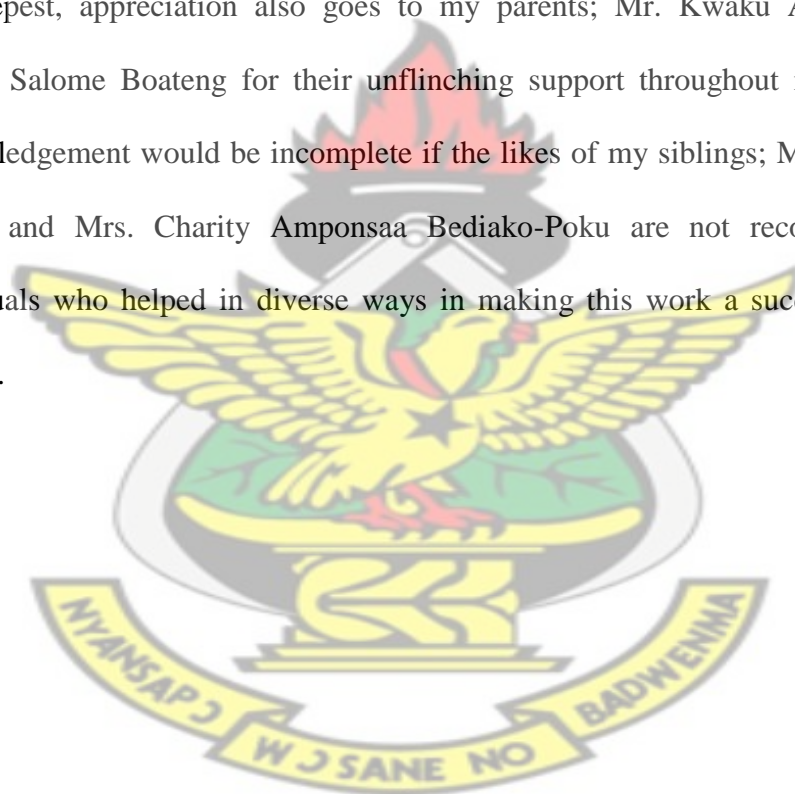 epest, appreciation also goes to my parents; Mr. Kwaku A
Salome Boateng for their unflinching support throughout
ledgement would be incomplete if the likes of my siblings; M
and Mrs. Charity Amponsaa Bediako-Poku are not reco
uals who helped in diverse ways in making this work a suc
.
NYANSAPƆ
WƆSANE NO
BADWENMA